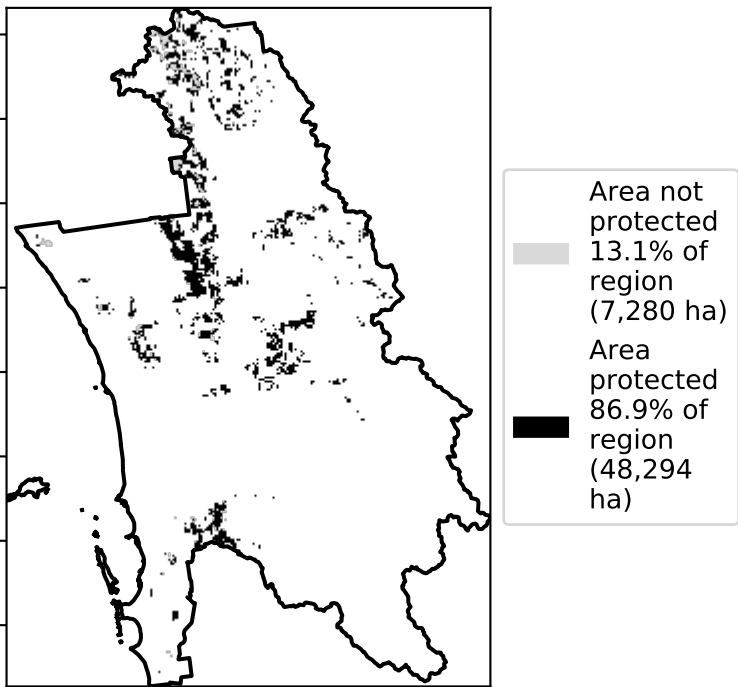 Area not
protected
13.1% of
region
(7,280 ha)
Area
protected
86.9% of
region
(48,294
ha)